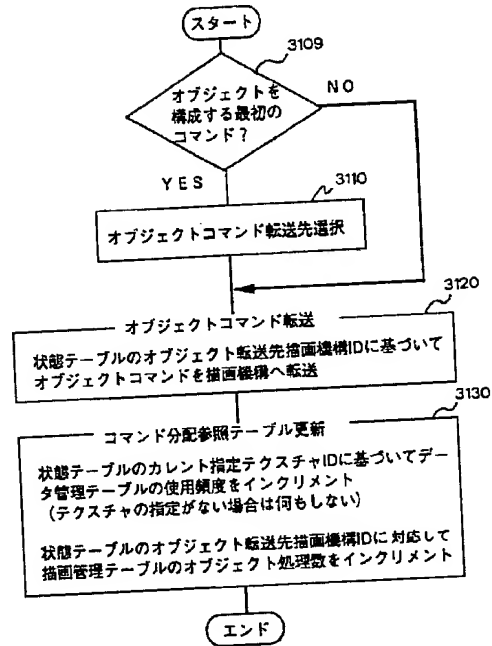 スタート
3109
オブジェクトを
構成する最初の
コマンド?
NO
YES
3110
オブジェクトコマンド転送先選択
3120
オブジェクトコマンド転送
状態テーブルのオブジェクト転送先描画機構IDに基づいて
オブジェクトコマンドを描画機構へ転送
3130
コマンド分配参照テーブル更新
状態テーブルのカレント指定テクスチャIDに基づいてデー
タ管理テーブルの使用頻度をインクリメント
(テクスチャの指定がない場合は何もしない)
状態テーブルのオブジェクト転送先描画機構IDに対応して
描画管理テーブルのオブジェクト処理数をインクリメント
エンド